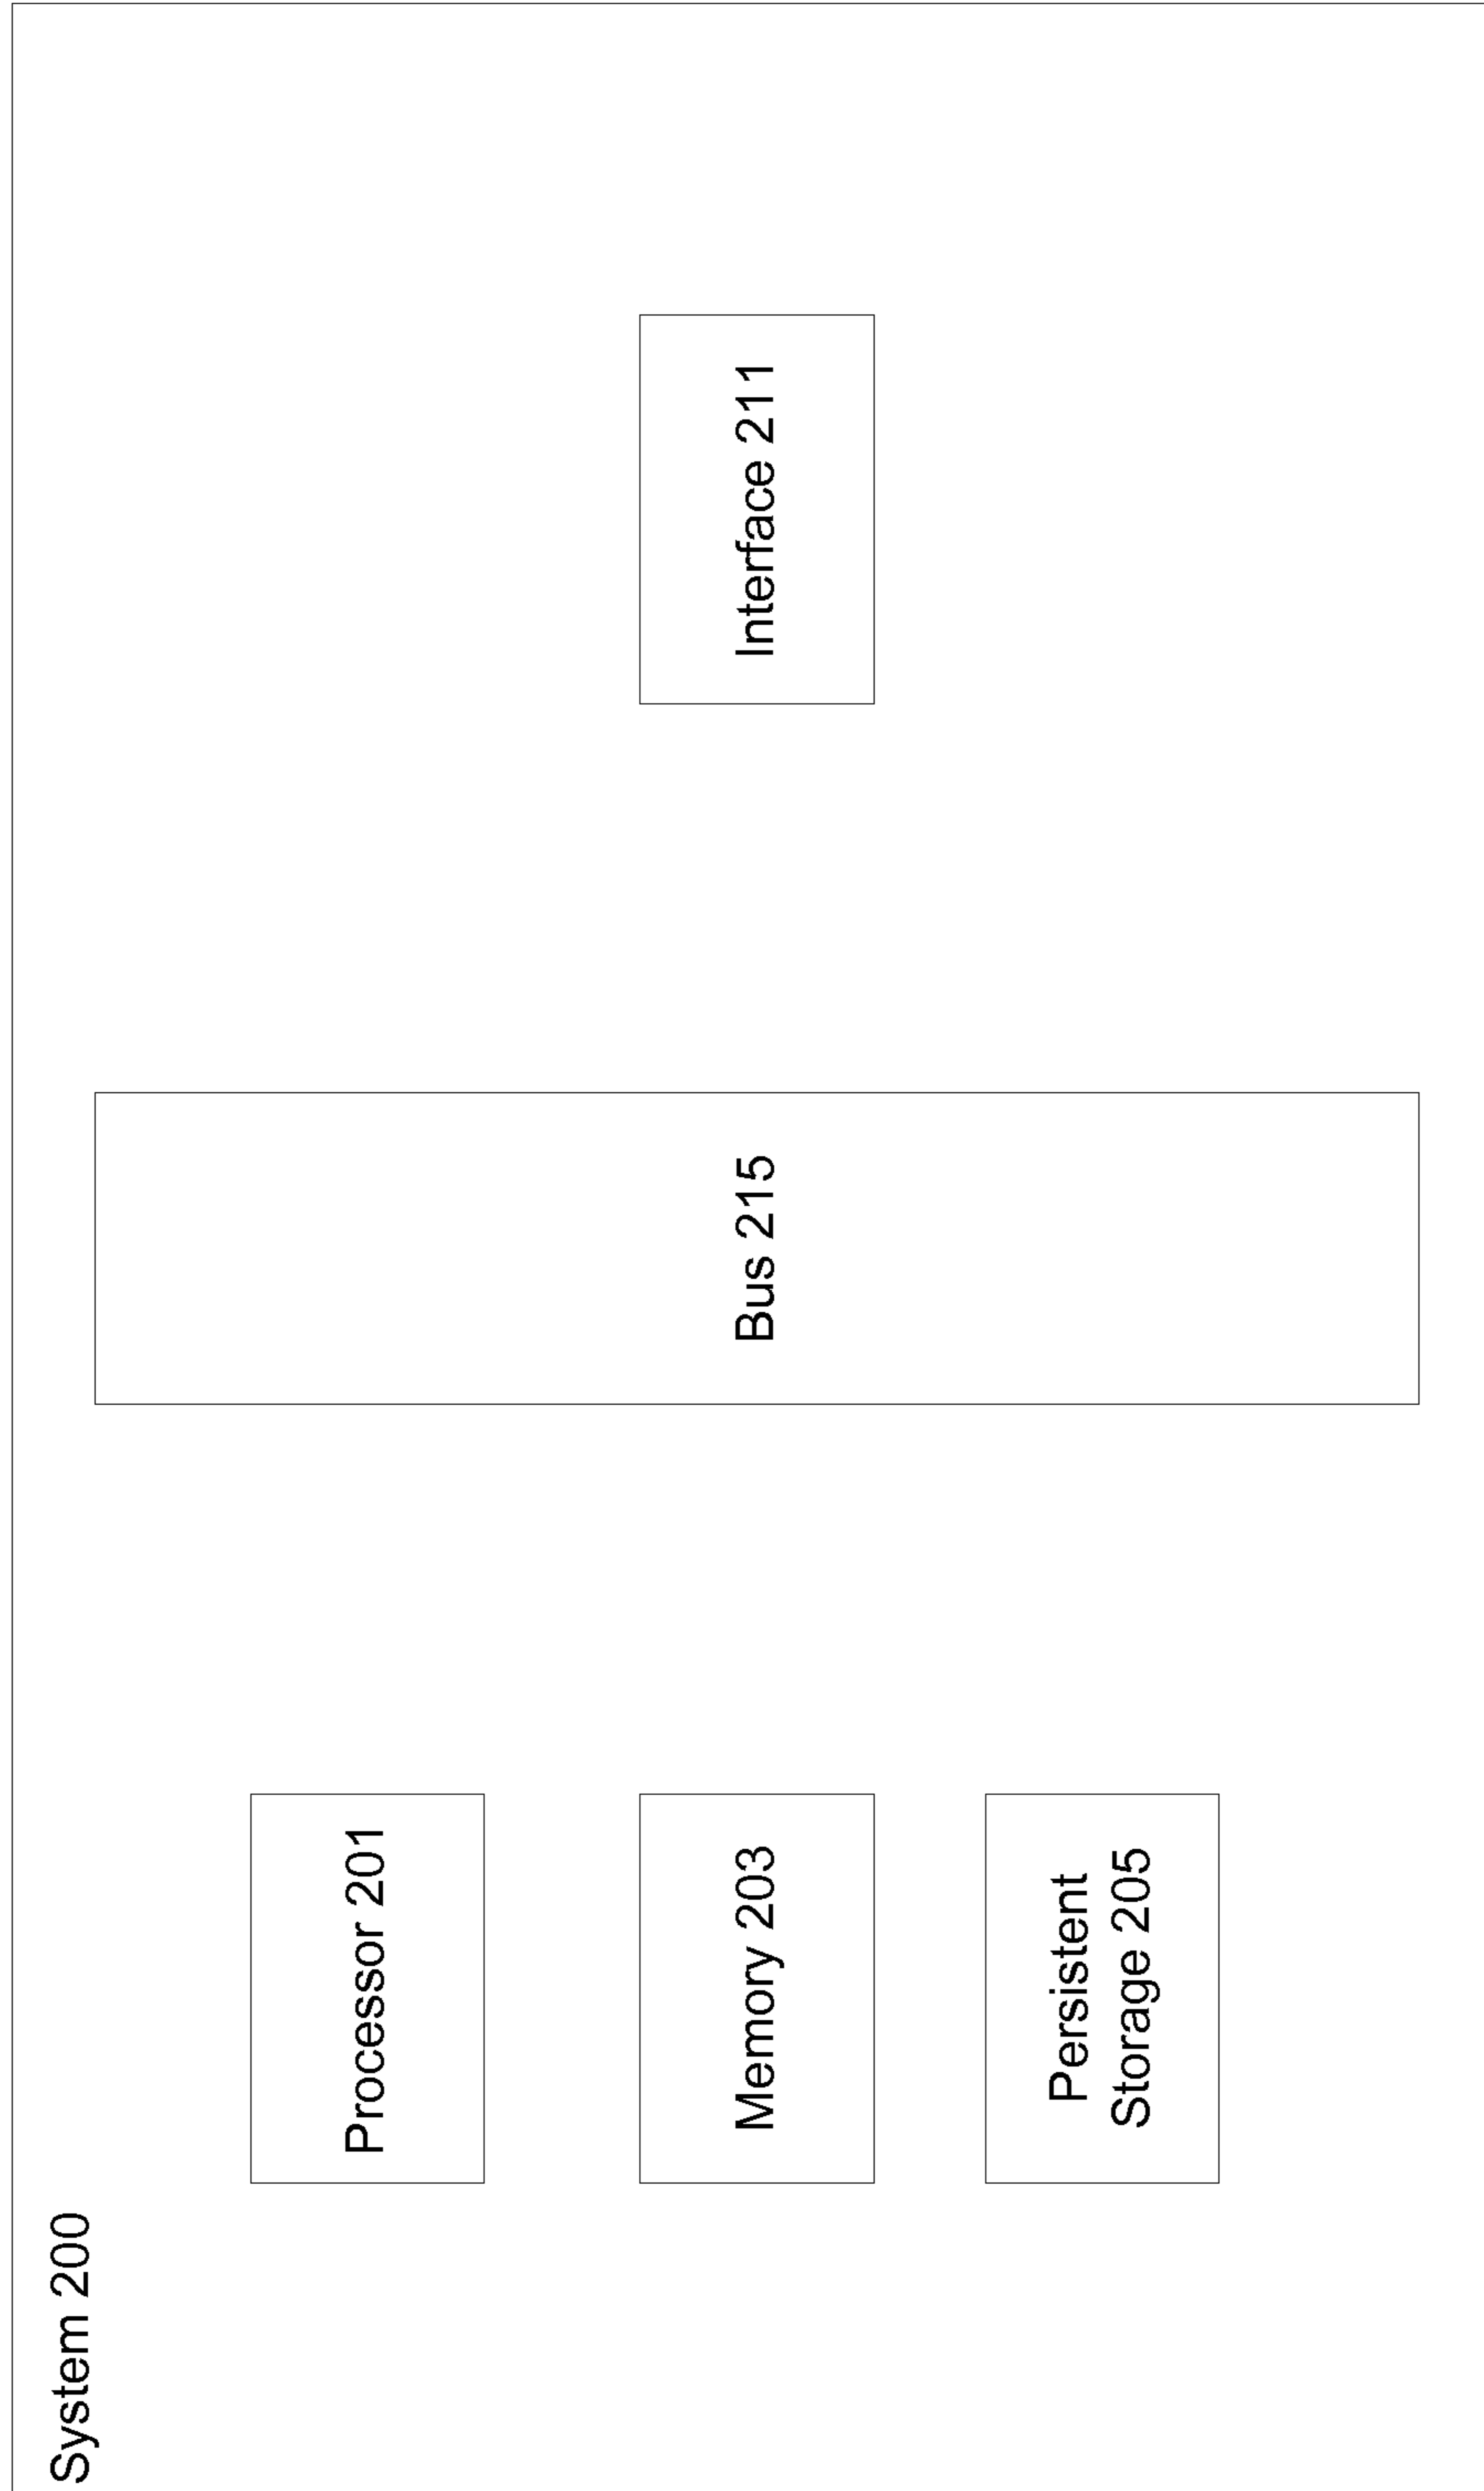 System 200
Processor 201
Memory 203
Persistent
Storage 205
Bus 215
Interface 211